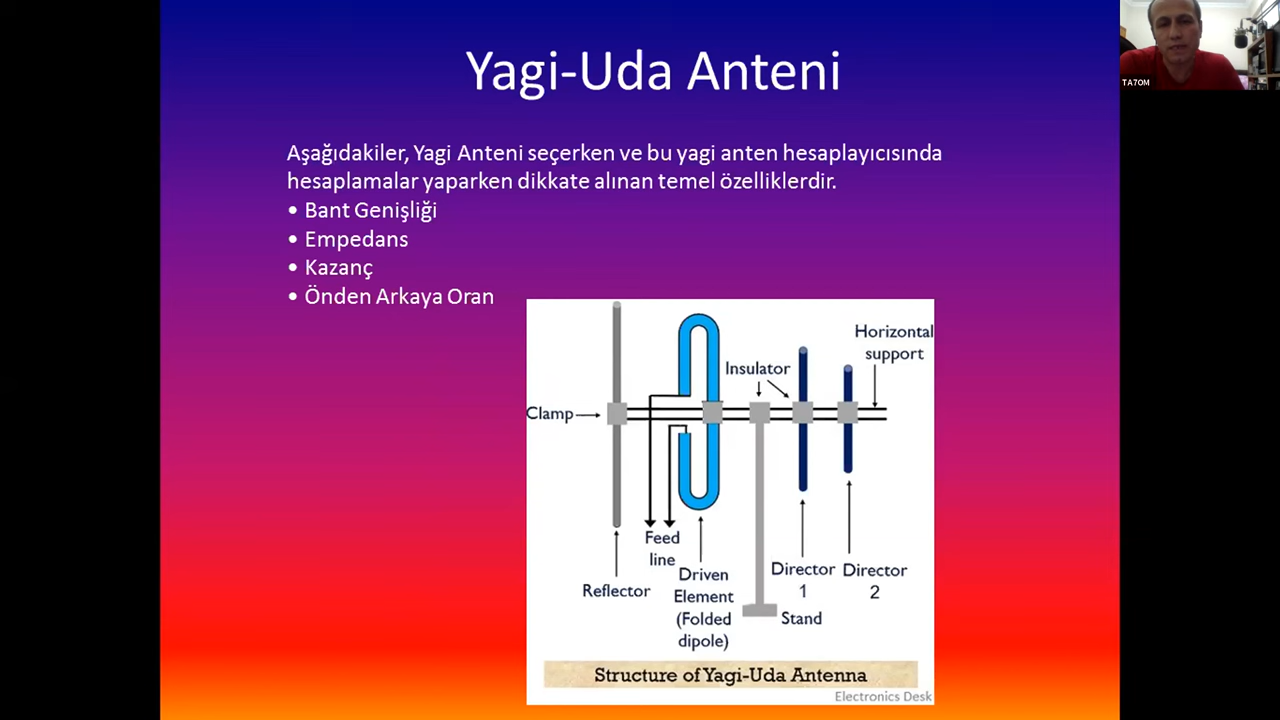 Yagi-Uda Anteni
TA7OM
Aşağıdakiler, Yagi Anteni seçerken ve bu yagi anten hesaplayıcısında
hesaplamalar yaparken dikkate alınan temel özelliklerdir.
• Bant Genişliği
• Empedans
• Kazanç
• Önden Arkaya Oran
Horizontal
support
Insulator
Clamp
Feed
line
Reflector
Driven
Element
(Folded
dipole)
Director
1
Director
2
Stand
Structure of Yagi-Uda Antenna
Electronics Desk